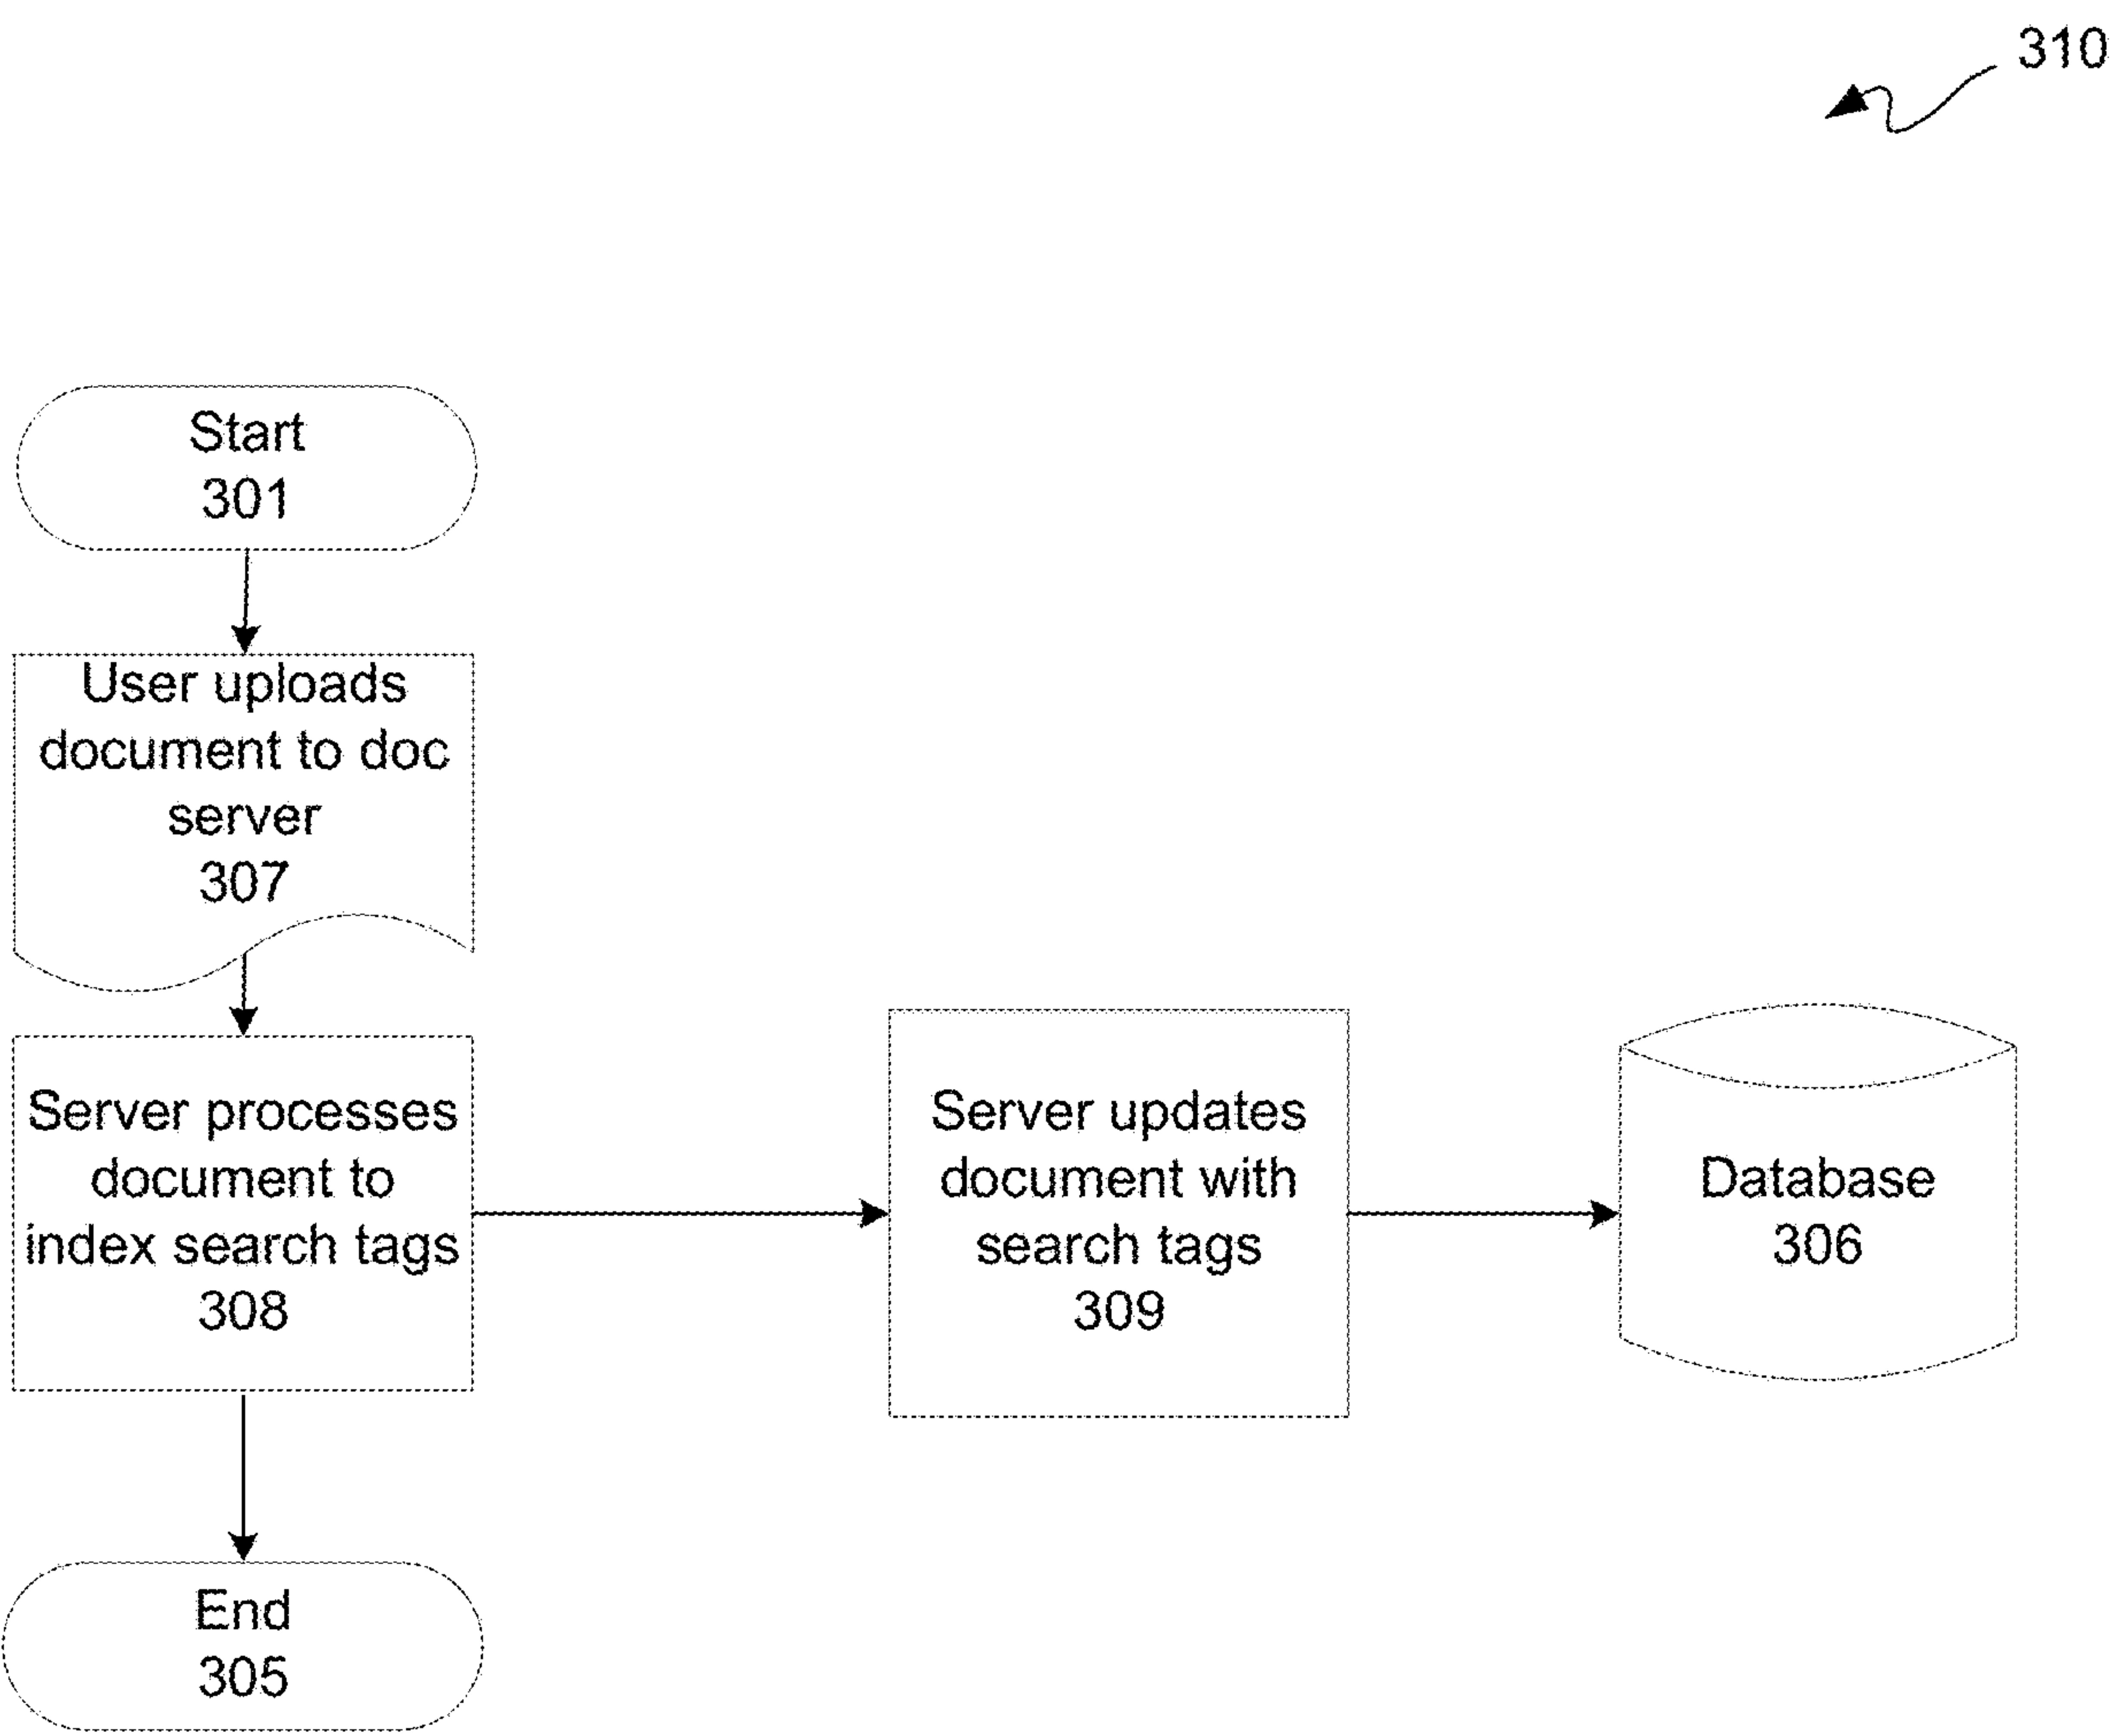 310
Start
301
User uploads
document to doc
server
307
Server processes
document to
index search tags
308
Server updates
document with
search tags
309
Database
306
End
305